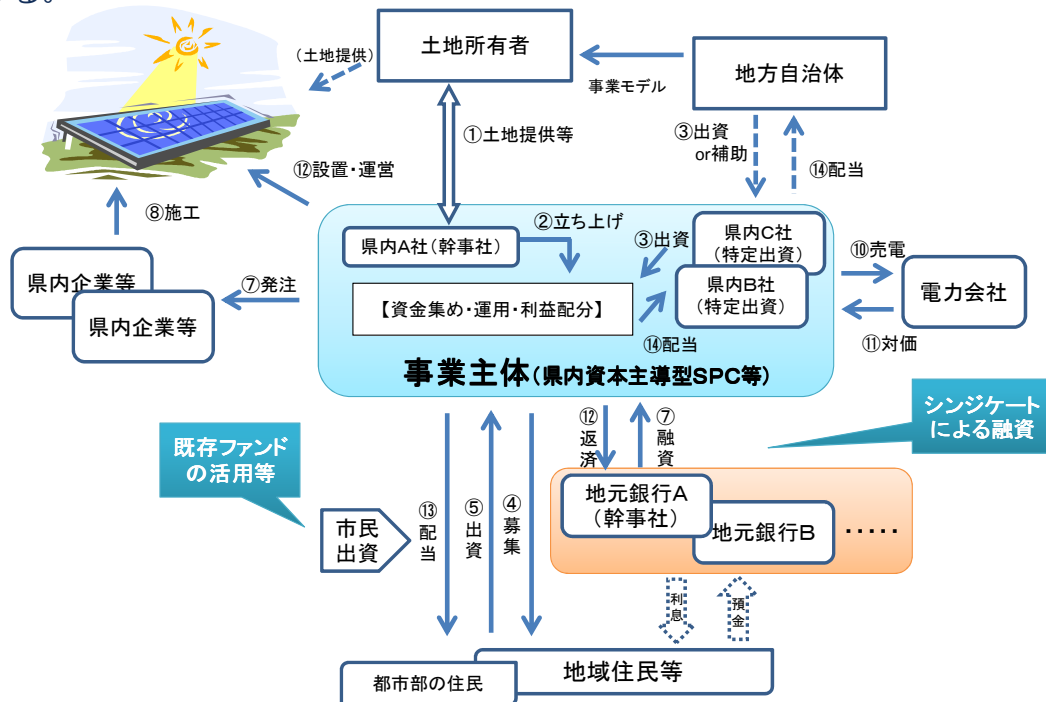 る。
土地所有者
(土地提供)
事業モデル
地方自治体
①土地提供等
③出資
or補助
⑭配当
⑫設置・運営
⑧施工
県内企業等
県内企業等
⑦発注
県内A社(幹事社)
②立ち上げ
③出資
県内C社
(特定出資)
県内B社
(特定出資)
【資金集め・運用・利益配分】
⑭配当
事業主体(県内資本主導型SPC等)
⑩売電
電力会社
⑪対価
シンジケート
による融資
既存ファンド
の活用等
⑫返済
⑦融資
地元銀行A
(幹事社)
地元銀行B
・・・・・
市民
出資
⑬配当
⑤出資
④募集
利息
預金
地域住民等
都市部の住民